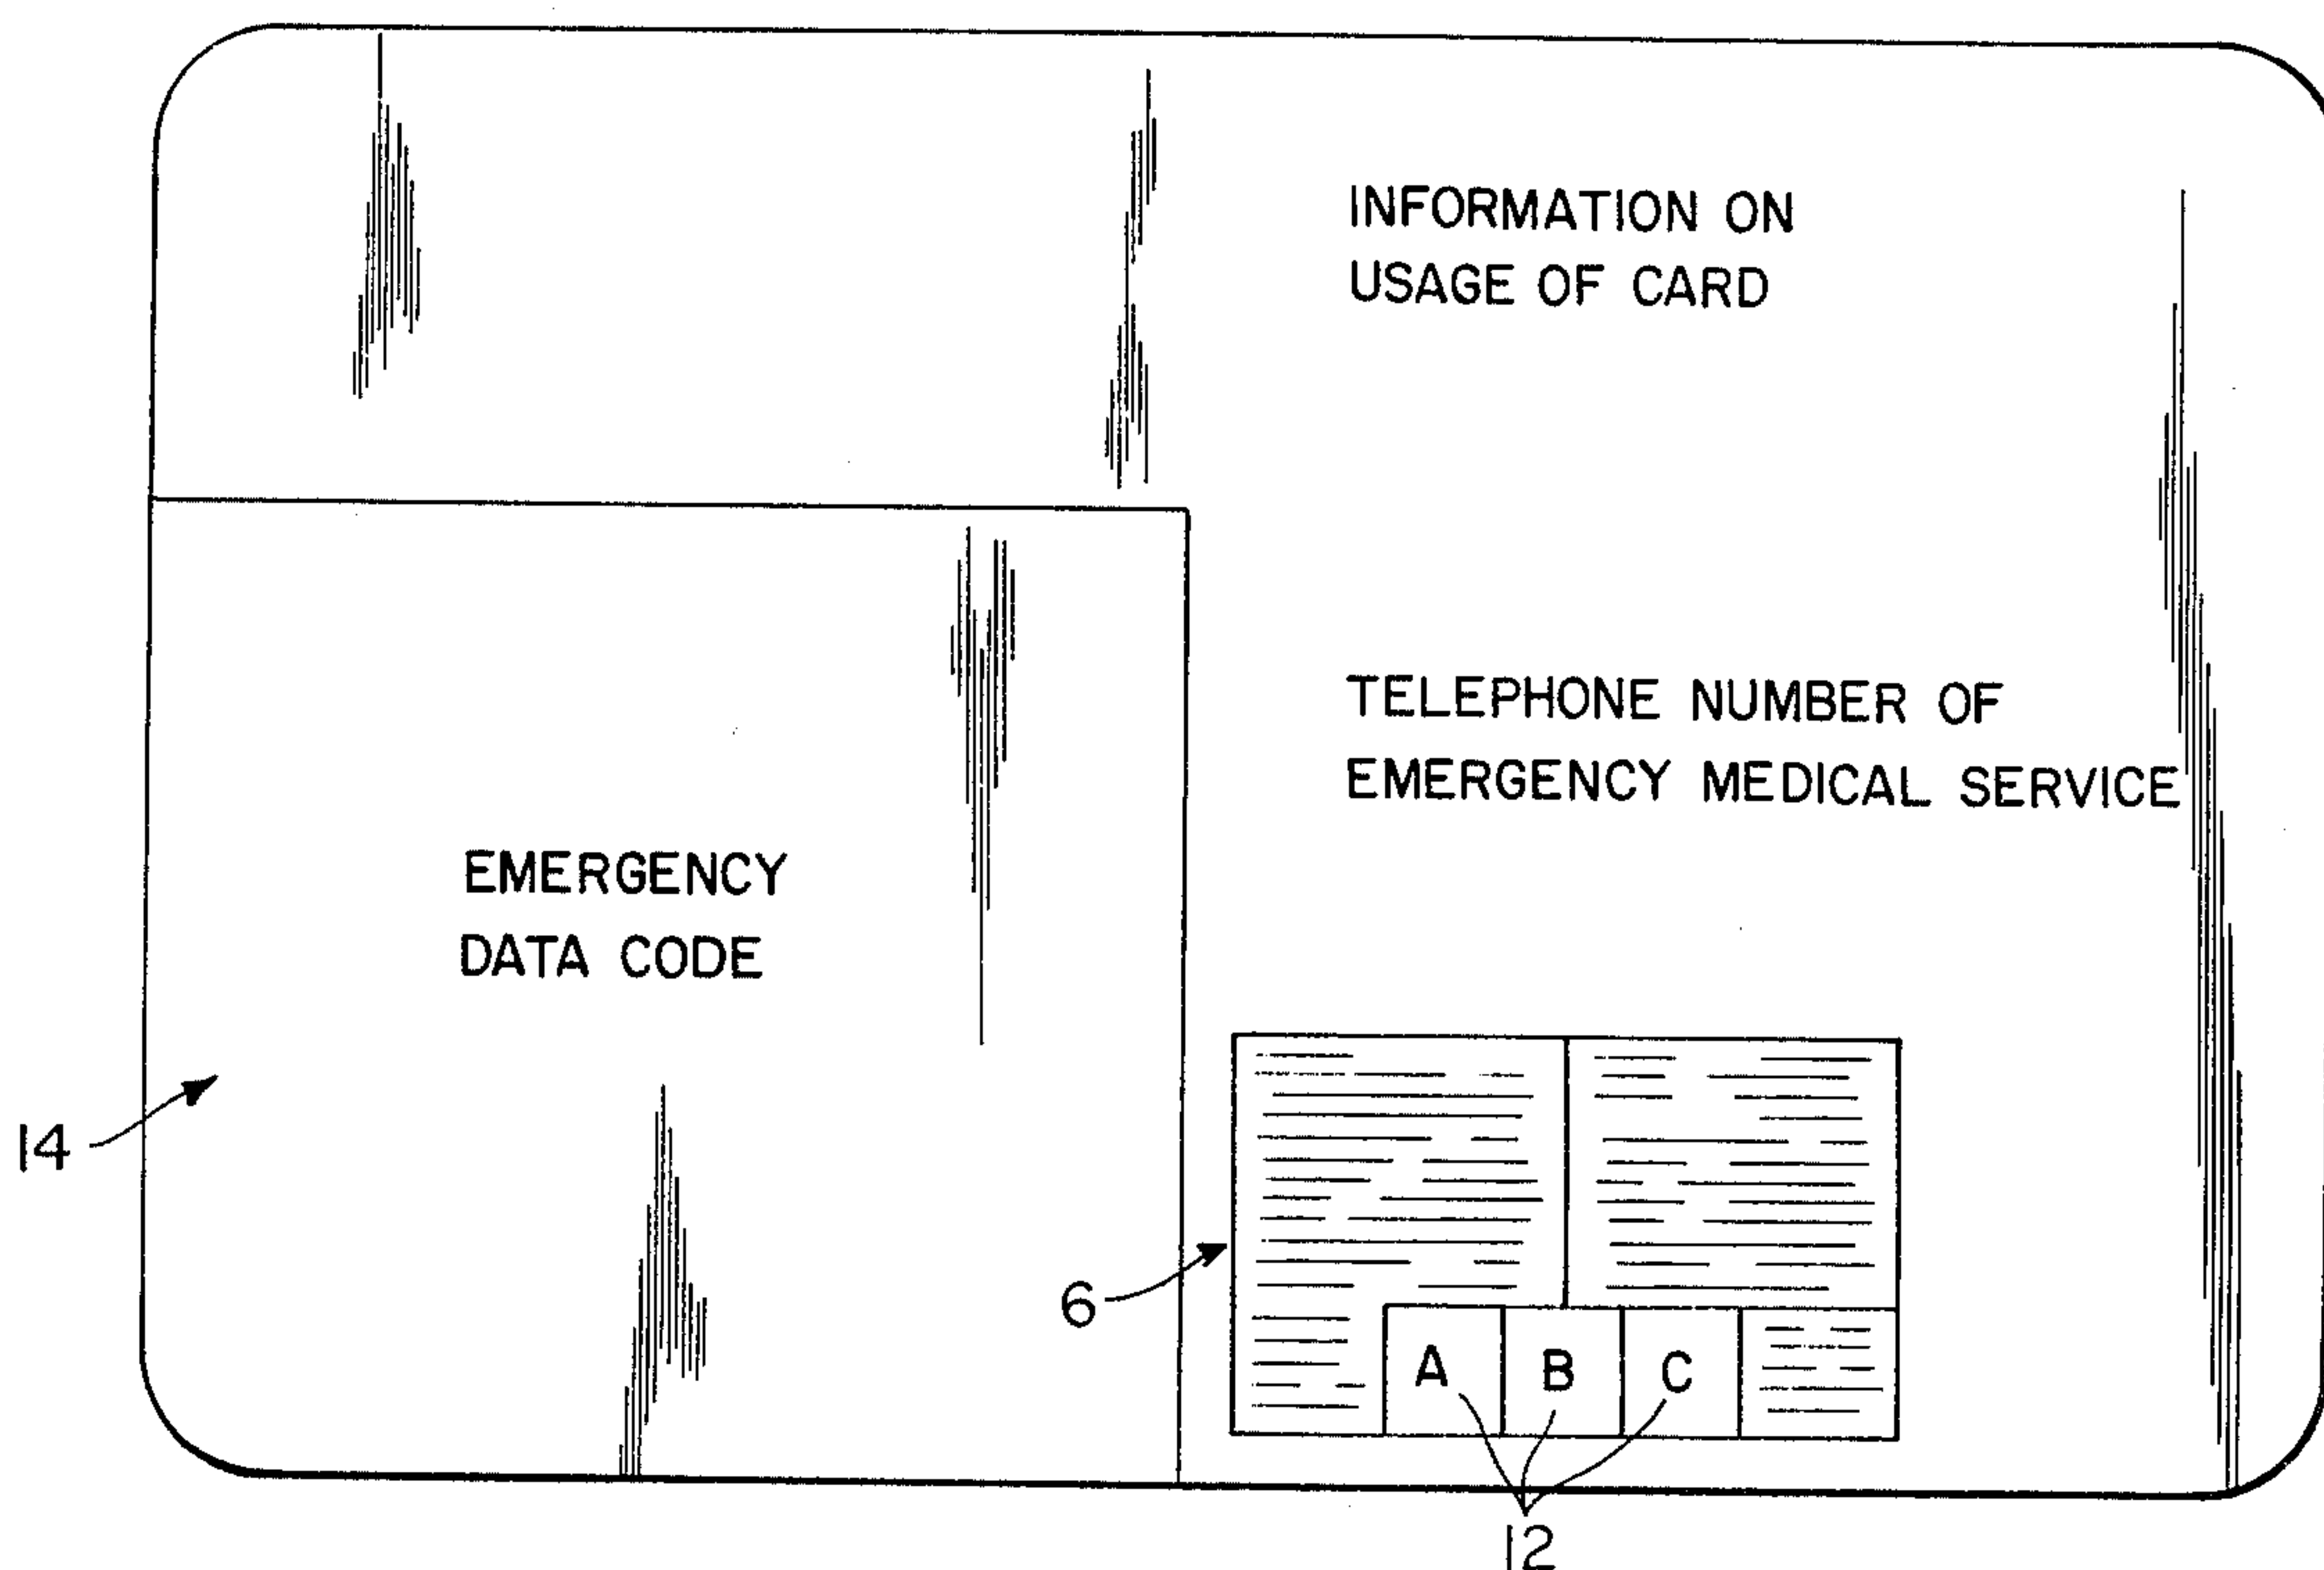 INFORMATION ON
USAGE OF CARD
TELEPHONE NUMBER OF
EMERGENCY MEDICAL SERVICE
EMERGENCY
DATA CODE
14
6
A B C
12